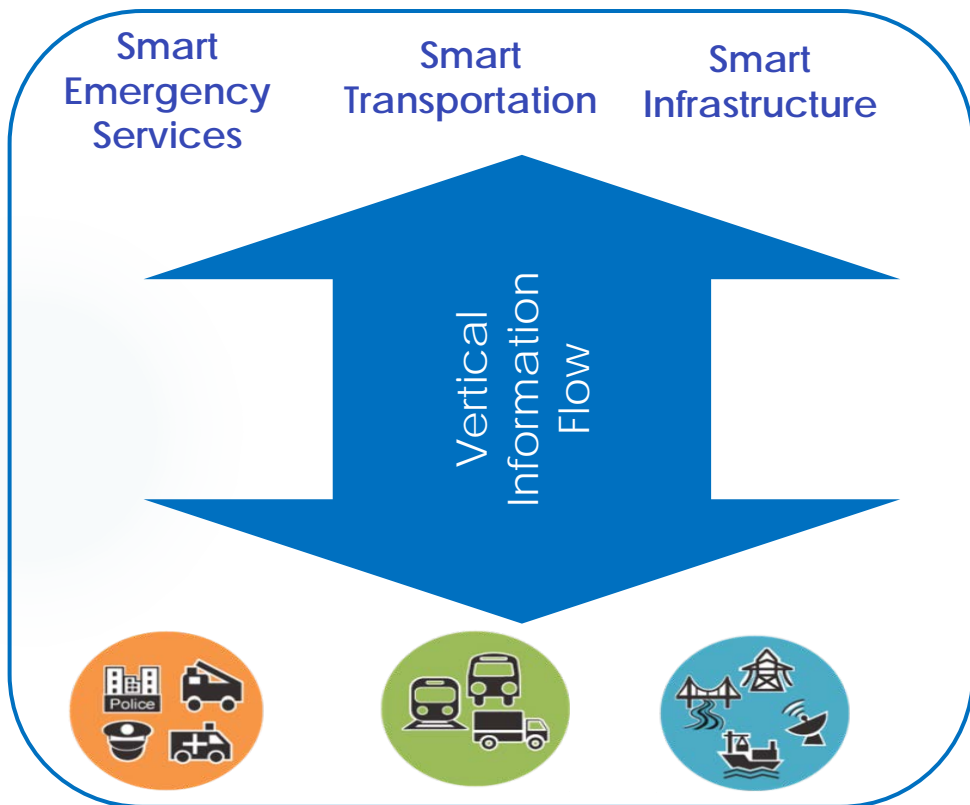 Smart
Emergency
Services
Smart
Transportation
Smart
Infrastructure
Vertical
Information
Flow
Police